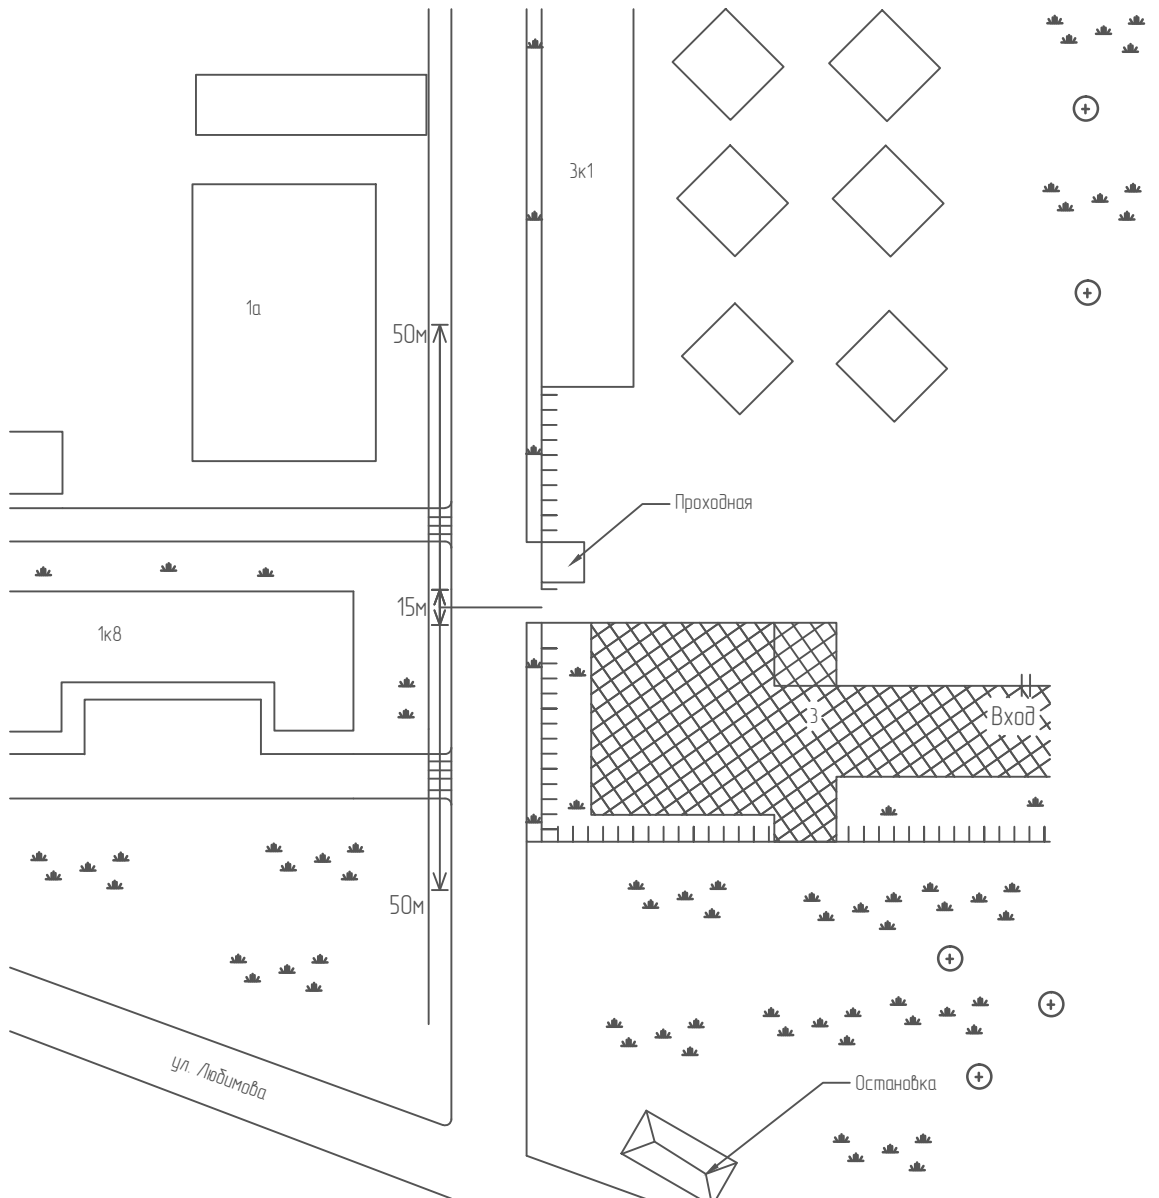 3к1
1а
50м
Проходная
15м
1к8
3
Вход
50м
ул. Любимова
Остановка